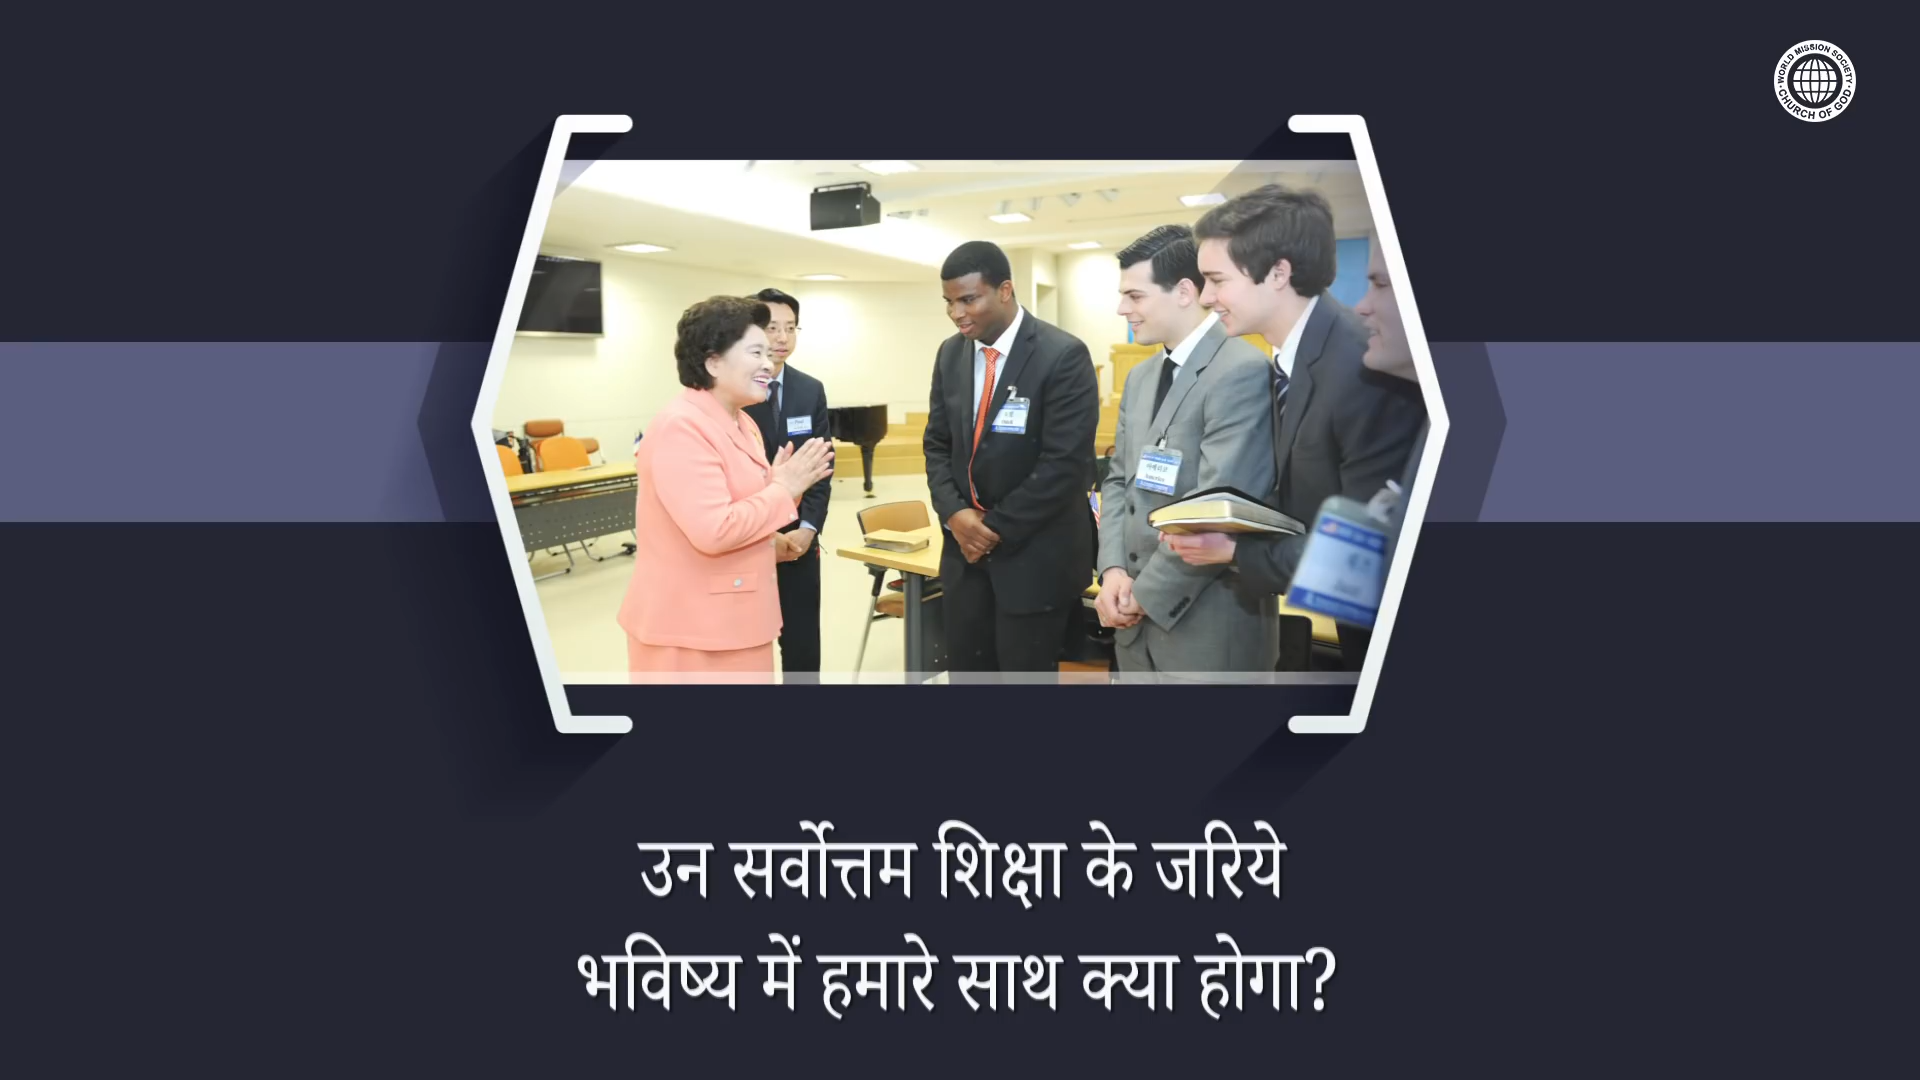 WORLD MISSION SOCIETY
CHURCH OF GOD
उन सर्वोत्तम शिक्षा के जरिये
भविष्य में हमारे साथ क्या होगा?